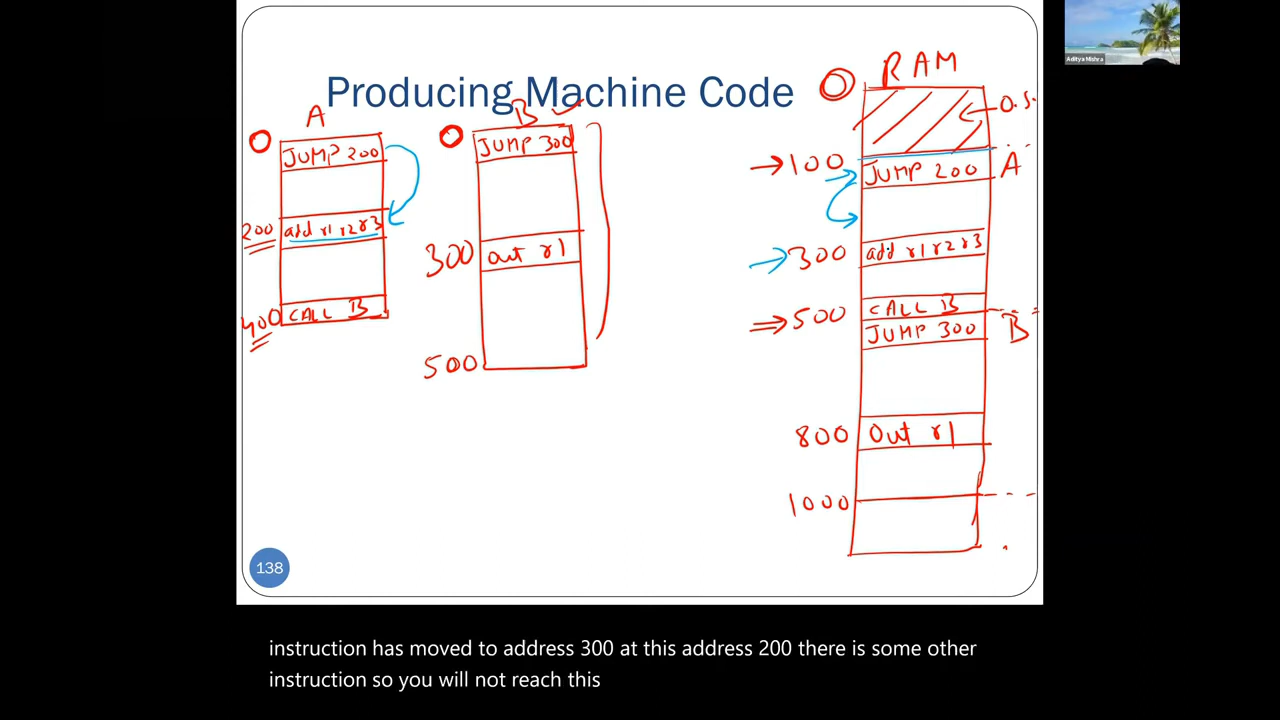 Aditya Mishra
Producing Machine Code
A
0
JUMP 200
200 add r1 r2 r3
400 CALL B
B
0
JUMP 300
300 Out r1
500
RAM
0
O.S.
100 JUMP 200 A
300 add r1 r2 r3
500 CALL B
JUMP 300 B
800 Out r1
1000
138
instruction has moved to address 300 at this address 200 there is some other
instruction so you will not reach this